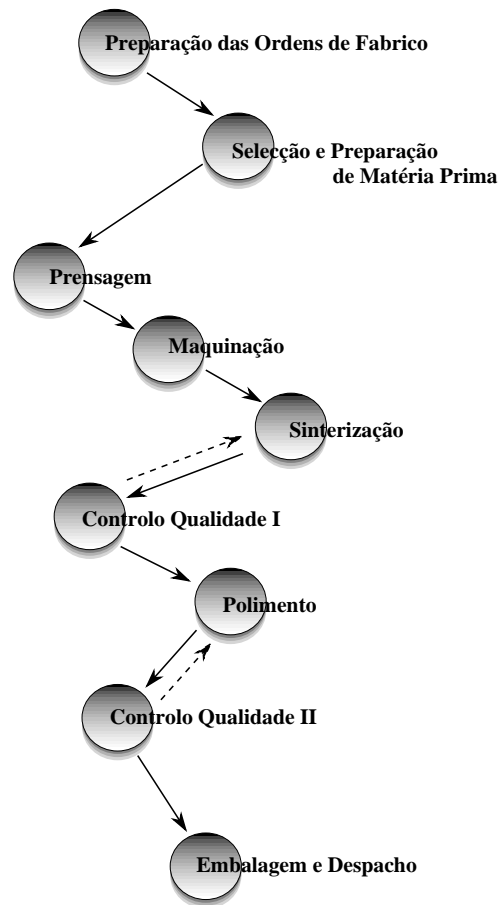 Preparação das Ordens de Fabrico
Selecção e Preparação
de Matéria Prima
Prensagem
Maquinação
Sinterização
Controlo Qualidade I
Polimento
Controlo Qualidade II
Embalagem e Despacho